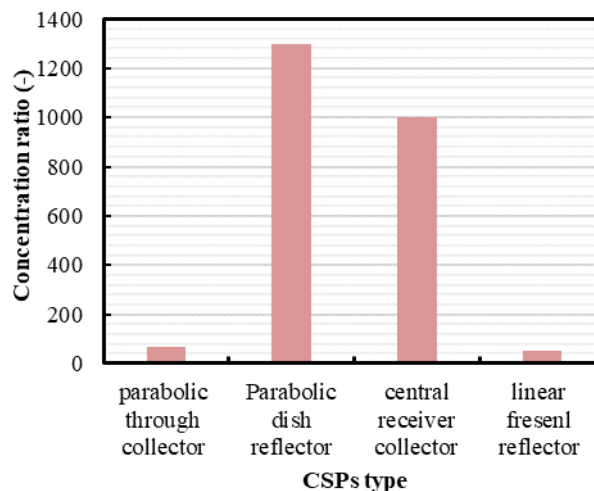 1400
1200
1000
800
600
400
200
0
Concentration ratio (-)
parabolic
through
collector
Parabolic
dish
reflector
central
receiver
collector
linear
fresenl
reflector
CSPs type